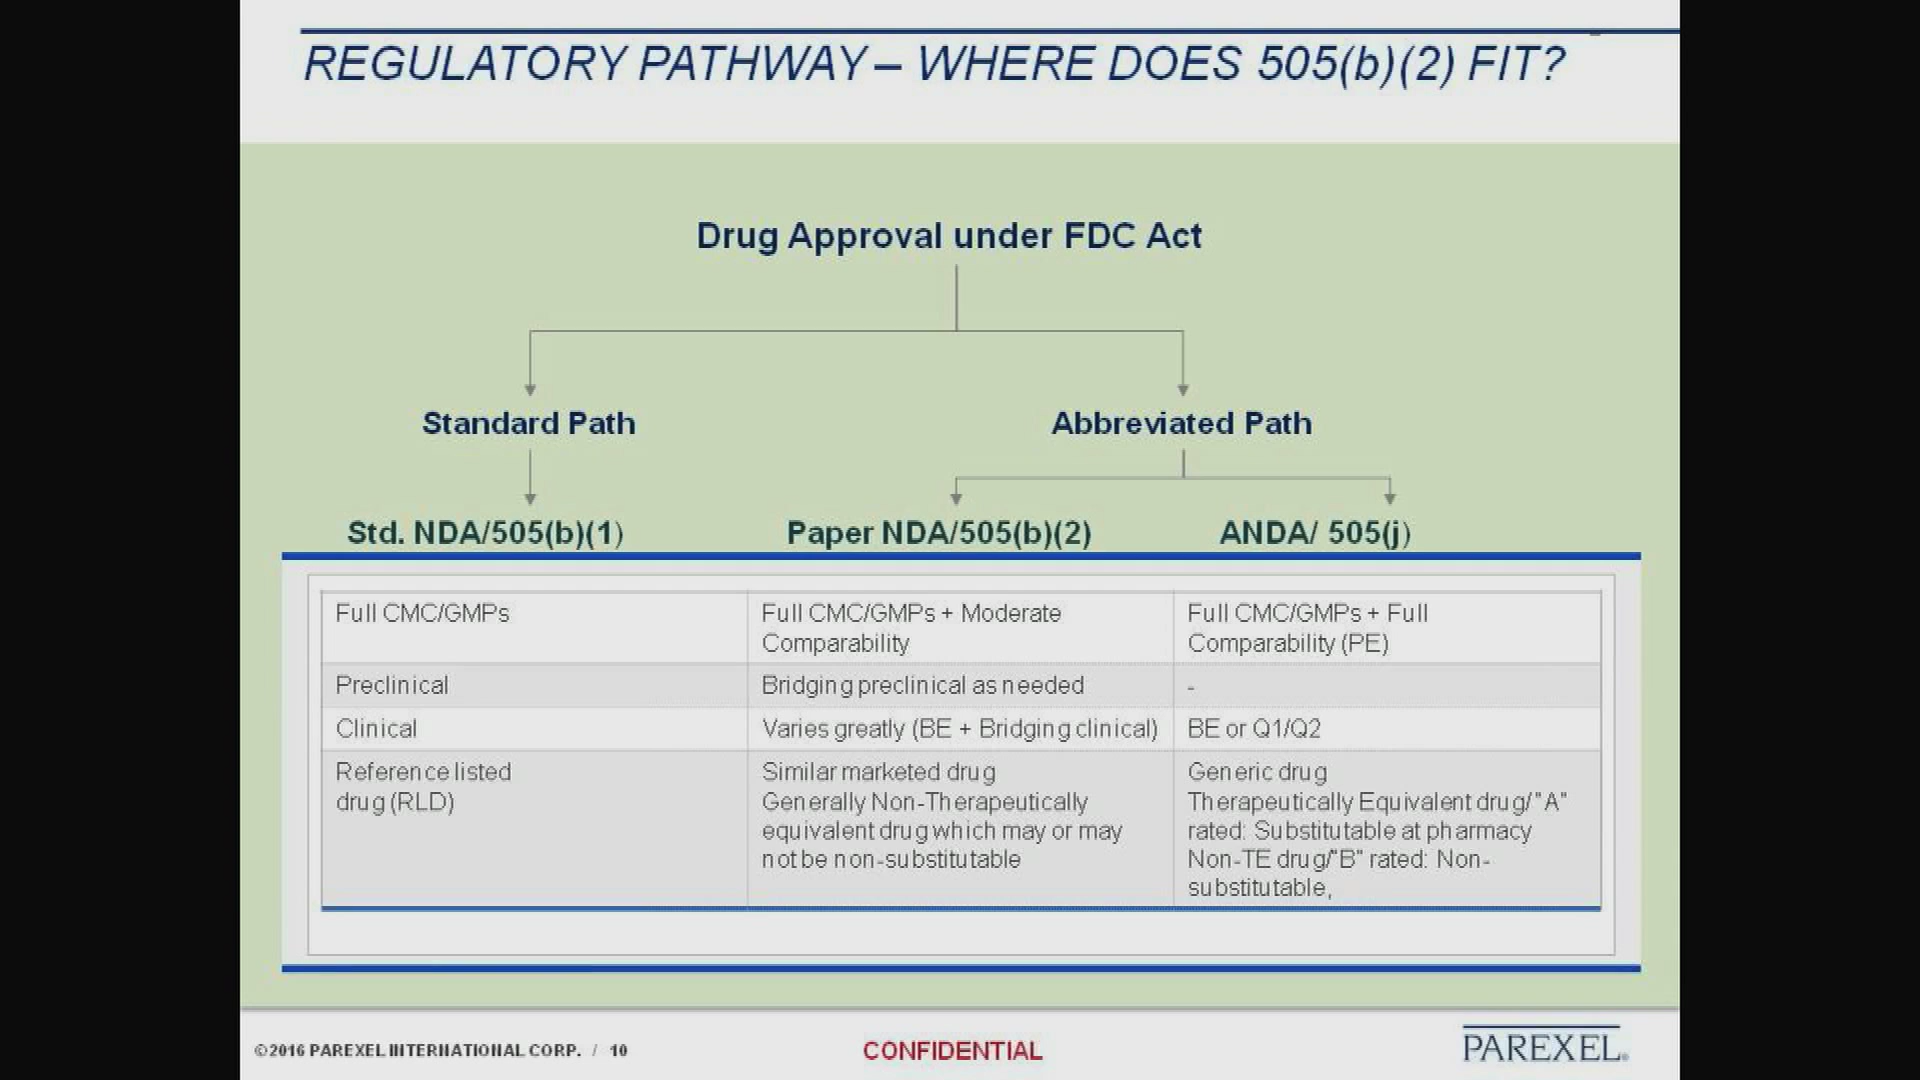 REGULATORY PATHWAY – WHERE DOES 505(b)(2) FIT?
Drug Approval under FDC Act
Standard Path
Abbreviated Path
Std. NDA/505(b)(1)
Paper NDA/505(b)(2)
ANDA/ 505(j)
Full CMC/GMPs
Full CMC/GMPs + Moderate
Comparability
Full CMC/GMPs + Full
Comparability (PE)
Preclinical
Bridging preclinical as needed
-
Clinical
Varies greatly (BE + Bridging clinical)
BE or Q1/Q2
Reference listed
drug (RLD)
Similar marketed drug
Generally Non-Therapeutically
equivalent drug which may or may
not be non-substitutable
Generic drug
Therapeutically Equivalent drug/"A"
rated: Substitutable at pharmacy
Non-TE drug/"B" rated: Non-
substitutable,
©2016 PAREXEL INTERNATIONAL CORP. / 10
CONFIDENTIAL
PAREXEL®